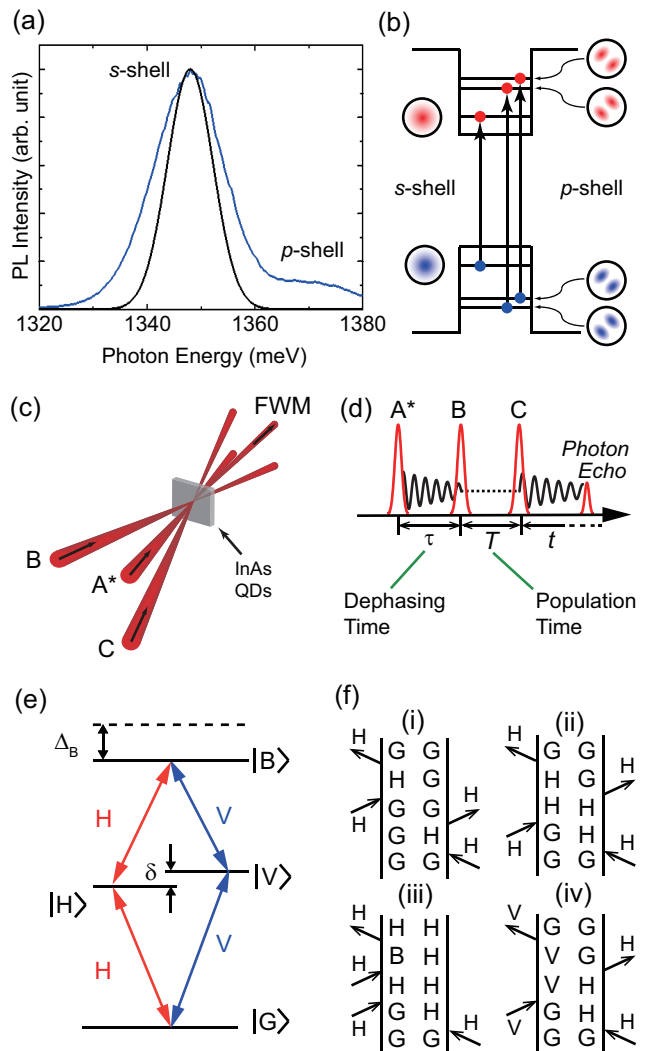 (a)
s-shell
p-shell
PL Intensity (arb. unit)
1320
1340
1360
1380
Photon Energy (meV)
(b)
s-shell
p-shell
(c)
FWM
B
A*
C
InAs
QDs
(d)
A*
B
C
Photon
Echo
τ
T
t
Dephasing
Time
Population
Time
(e)
Δ_B
|B⟩
H
V
δ
|V⟩
|H⟩
H
V
|G⟩
(f)
(i)
H
G G
H G
G G
H
H
G H
G G
H
(ii)
H
G G
H G
H
H H
H
G H
G G
H
(iii)
H
H H
B H
H
H H
H
G H
G G
H
(iv)
V
G G
V G
H
V H
V
G H
G G
H